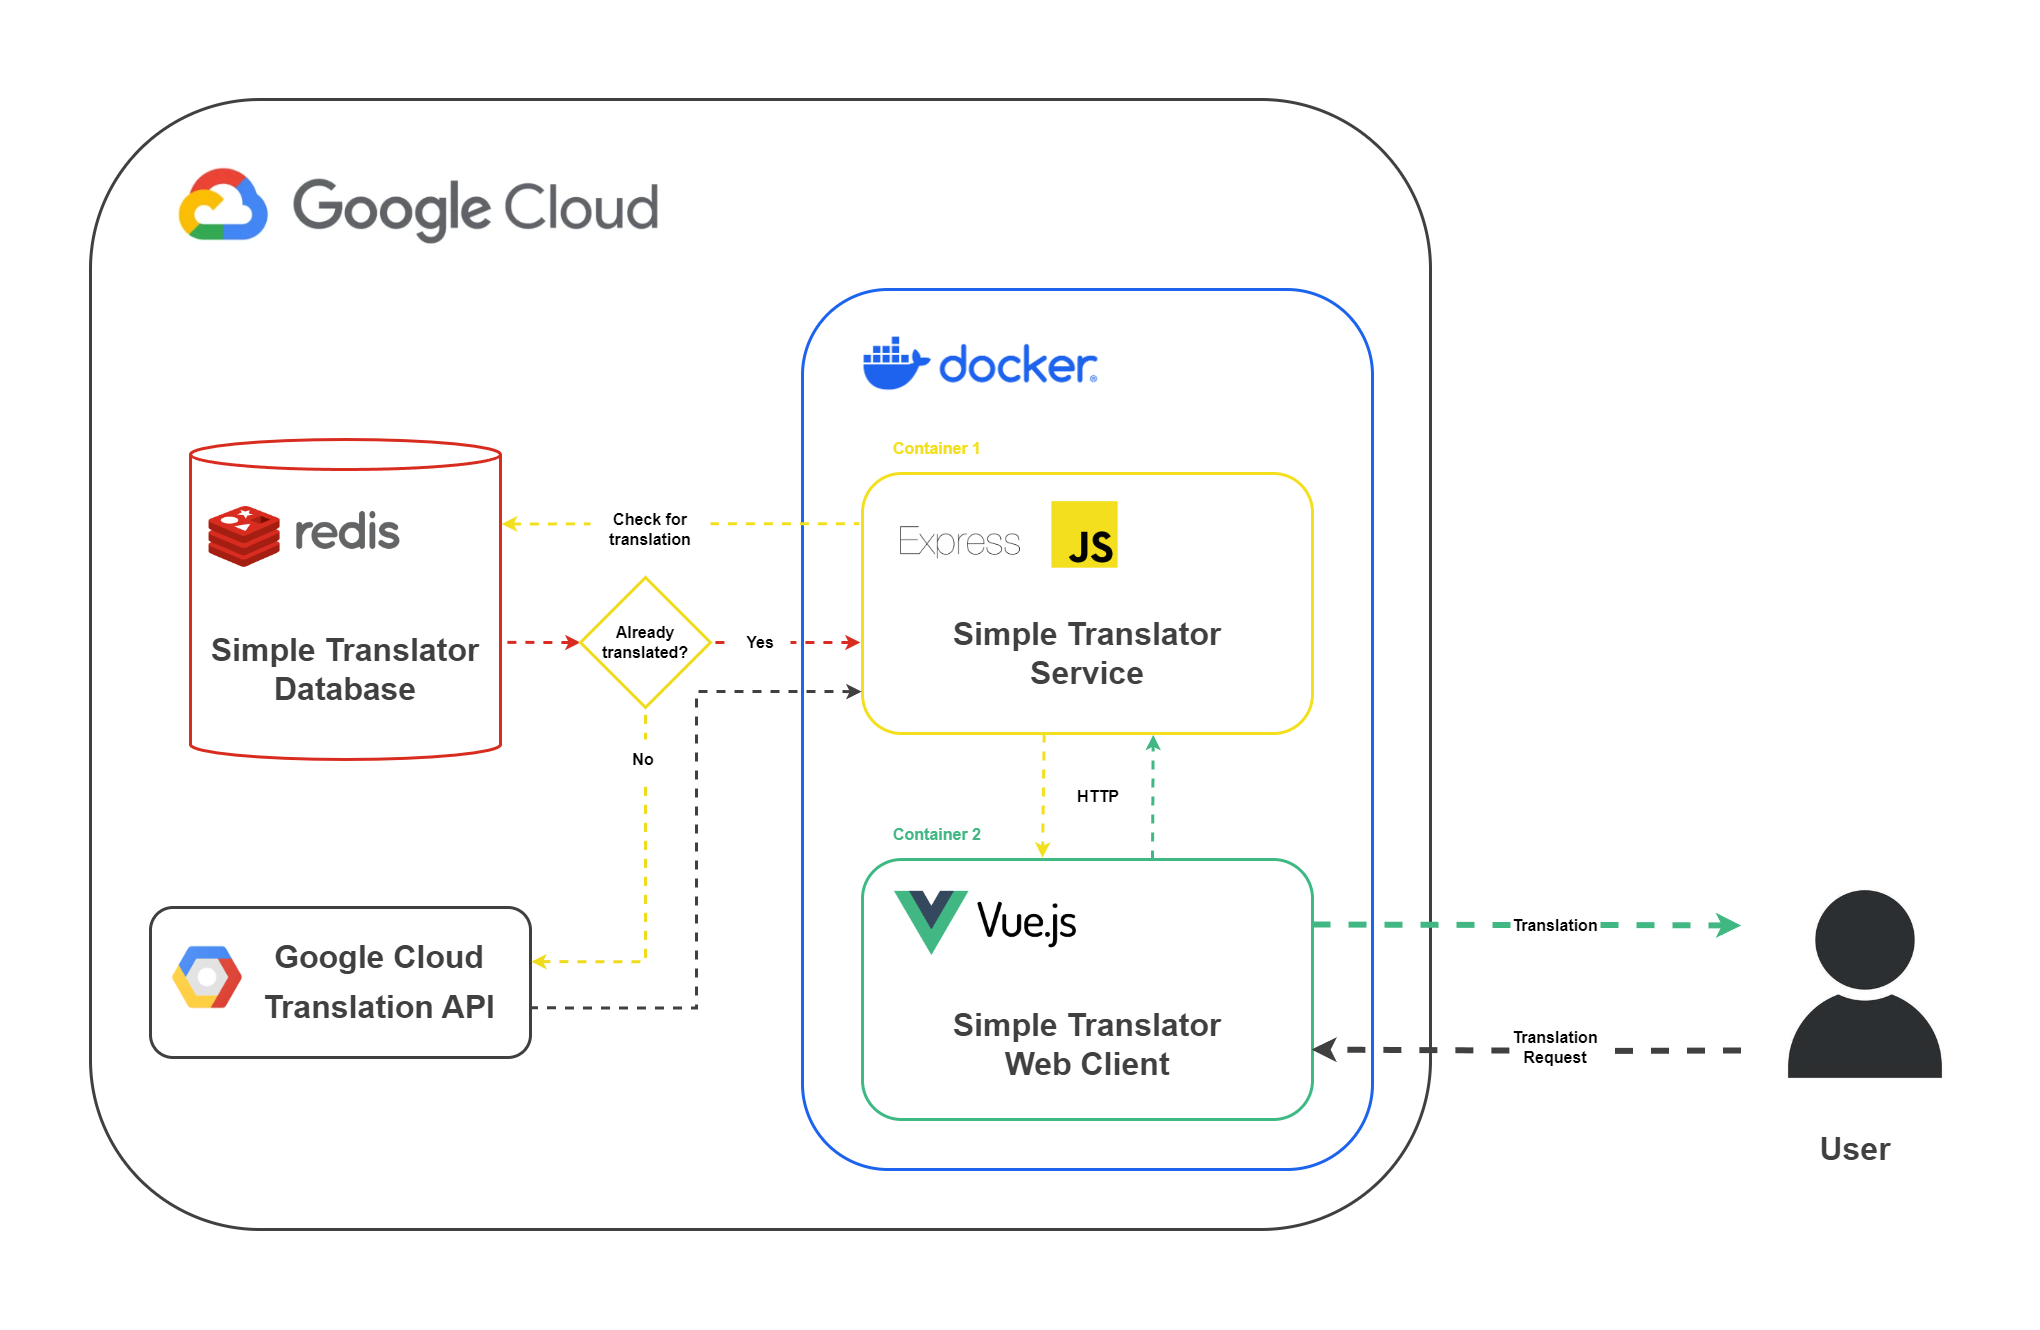 Google Cloud
docker
Container 1
redis
Check for
translation
Express
JS
Simple Translator
Database
Already
translated?
Yes
Simple Translator
Service
No
HTTP
Container 2
Google Cloud
Translation API
Vue.js
Simple Translator
Web Client
Translation
Translation
Request
User